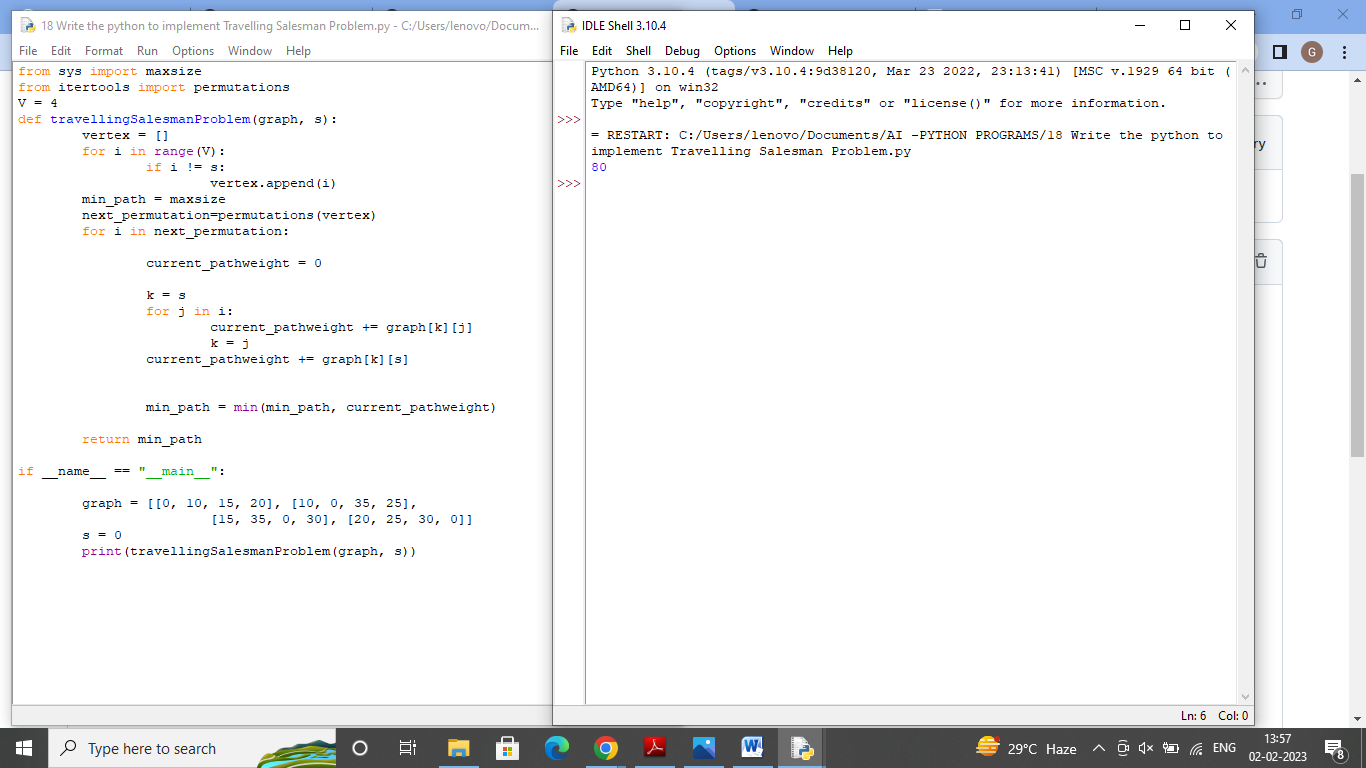 18 Write the python to implement Travelling Salesman Problem.py - C:/Users/lenovo/Docum...
File Edit Format Run Options Window Help
from sys import maxsize
from itertools import permutations
V = 4
def travellingSalesmanProblem(graph, s):
vertex = []
for i in range(V):
if i != s:
vertex.append(i)
min_path = maxsize
next_permutation=permutations(vertex)
for i in next_permutation:
current_pathweight = 0
k = s
for j in i:
current_pathweight += graph[k][j]
k = j
current_pathweight += graph[k][s]
min_path = min(min_path, current_pathweight)
return min_path
if __name__ == "__main__":
graph = [[0, 10, 15, 20], [10, 0, 35, 25],
[15, 35, 0, 30], [20, 25, 30, 0]]
s = 0
print(travellingSalesmanProblem(graph, s))
IDLE Shell 3.10.4
File Edit Shell Debug Options Window Help
Python 3.10.4 (tags/v3.10.4:9d38120, Mar 23 2022, 23:13:41) [MSC v.1929 64 bit (
AMD64)] on win32
Type "help", "copyright", "credits" or "license()" for more information.
>>>
= RESTART: C:/Users/lenovo/Documents/AI -PYTHON PROGRAMS/18 Write the python to
implement Travelling Salesman Problem.py
80
>>>
Ln: 6 Col: 0
G
ry
Type here to search
29°C Haze
ENG
13:57
02-02-2023
8